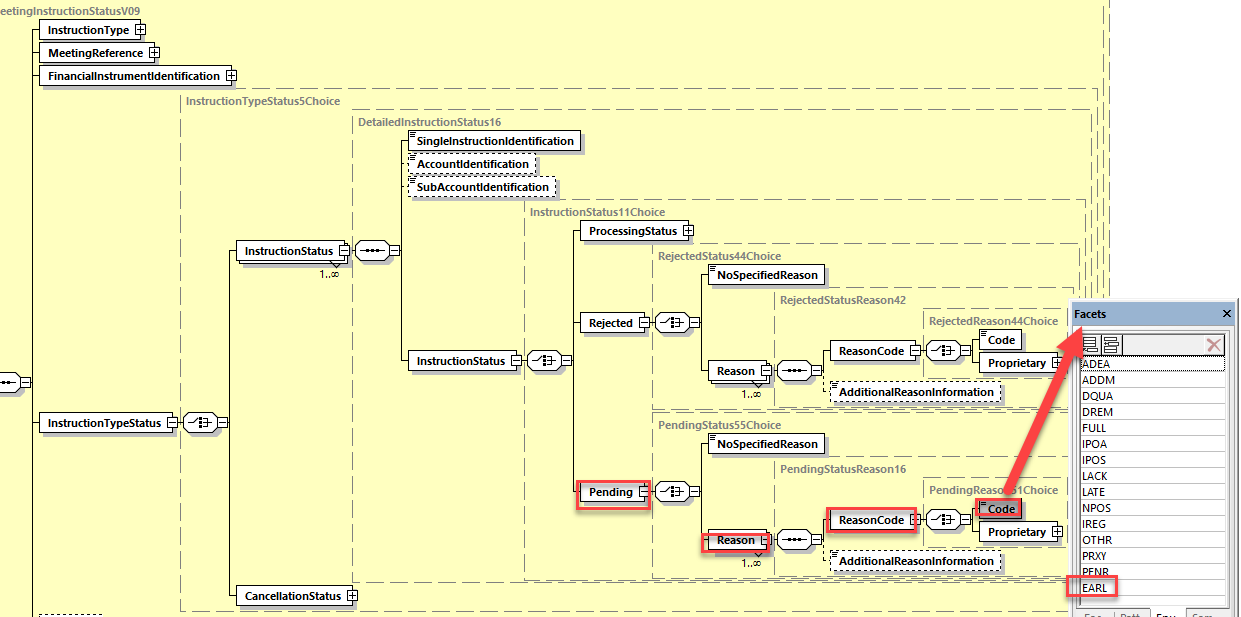 eetingInstructionStatusV09
InstructionType
MeetingReference
FinancialInstrumentIdentification
InstructionTypeStatus5Choice
DetailedInstructionStatus16
SingleInstructionIdentification
AccountIdentification
SubAccountIdentification
InstructionStatus11Choice
ProcessingStatus
InstructionStatus
1..∞
RejectedStatus44Choice
NoSpecifiedReason
RejectedStatusReason42
RejectedReason44Choice
Rejected
ReasonCode
Code
Proprietary
InstructionStatus
Reason
1..∞
AdditionalReasonInformation
InstructionTypeStatus
PendingStatus55Choice
NoSpecifiedReason
PendingStatusReason16
PendingReason61Choice
Pending
ReasonCode
Code
Proprietary
Reason
1..∞
AdditionalReasonInformation
CancellationStatus
Facets
ADEA
ADDM
DQUA
DREM
FULL
IPOA
IPOS
LACK
LATE
NPOS
IREG
OTHR
PRXY
PENR
EARL